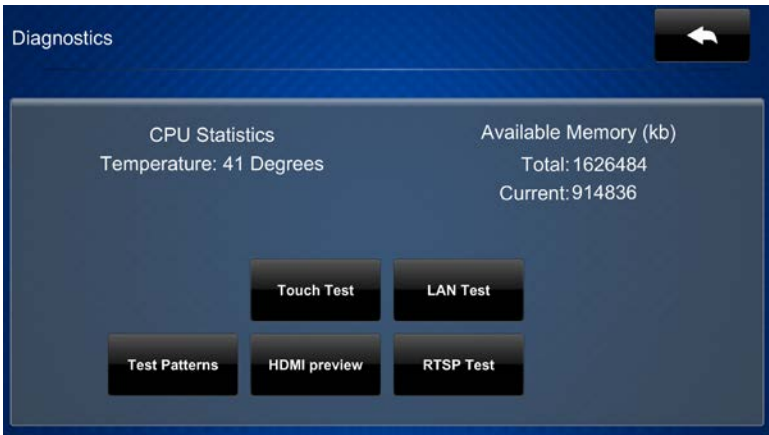 Diagnostics
CPU Statistics
Temperature: 41 Degrees
Available Memory (kb)
Total: 1626484
Current: 914836
Touch Test
LAN Test
Test Patterns
HDMI preview
RTSP Test